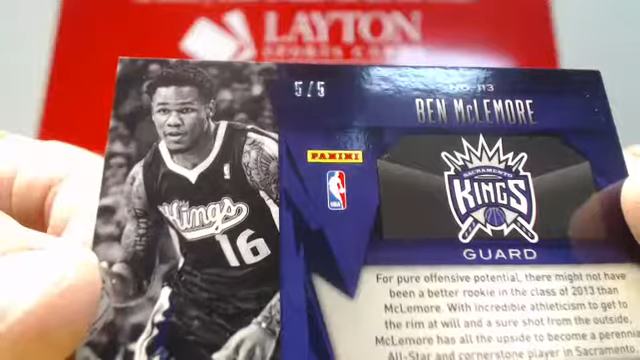 LAYTON
SPORTS CARDS
5/5
NO. 113
BEN McLEMORE
PANINI
NBA
SACRAMENTO
KINGS
GUARD
Kings
16
For pure offensive potential, there might not have
been a better rookie in the class of 2013 than
McLemore. With incredible athleticism to get to
the rim at will and a sure shot from the outside,
McLemore has all the upside to become a perennial
All-Star and cornerstone player in Sacramento